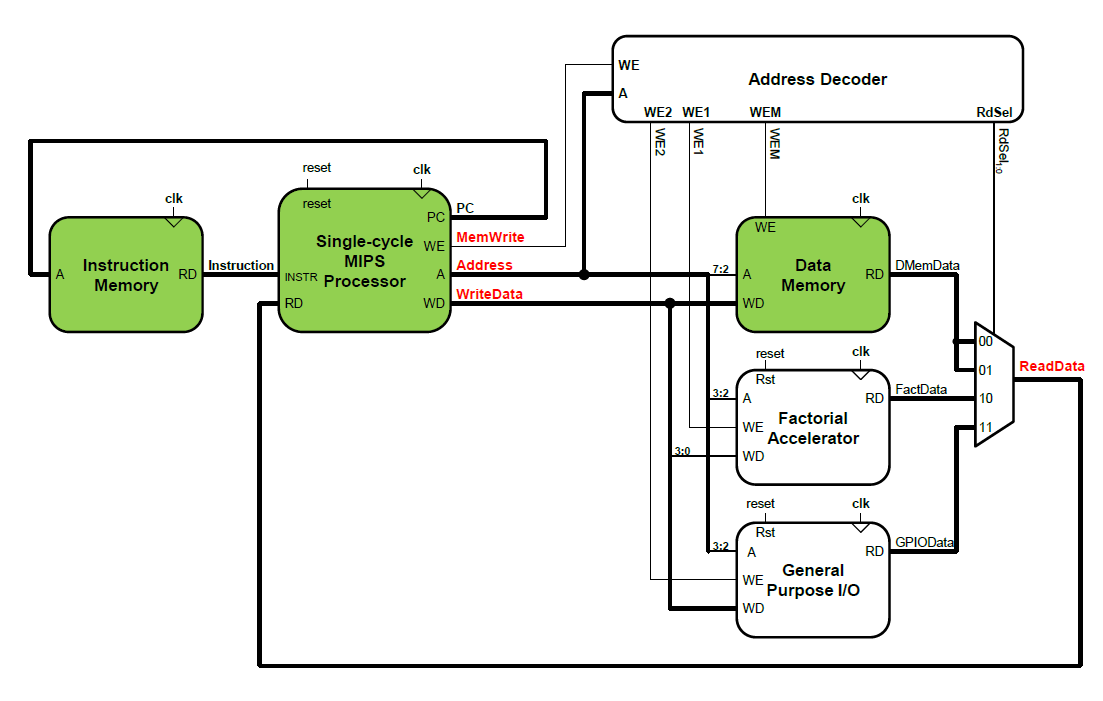 WE
Address Decoder
A
WE2
WE1
WEM
RdSel
WE2
WE1
WEM
RdSel1:0
reset
clk
clk
reset
PC
PC
clk
WE
MemWrite
Single-cycle
MIPS
Processor
Instruction
Memory
A
RD
Instruction
INSTR
A
Address
RD
WD
WriteData
clk
WE
Data
Memory
7:2
A
RD
DMemData
WD
00
01
10
11
ReadData
reset
clk
Rst
3:2
A
RD
FactData
Factorial
Accelerator
WE
3:0
WD
reset
clk
Rst
3:2
A
RD
GPIOData
General
Purpose I/O
WE
WD